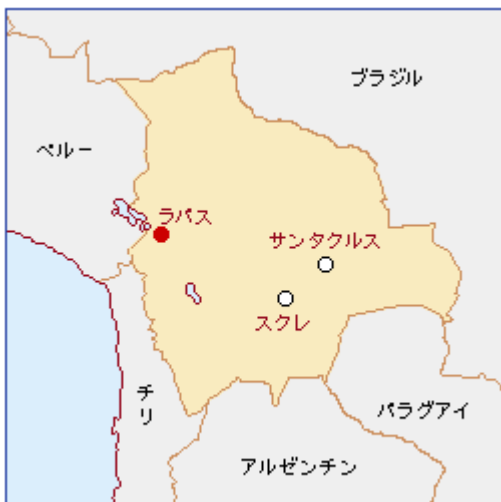 ブラジル
ペルー
ラパス
サンタクルス
スクレ
チリ
パラグアイ
アルゼンチン